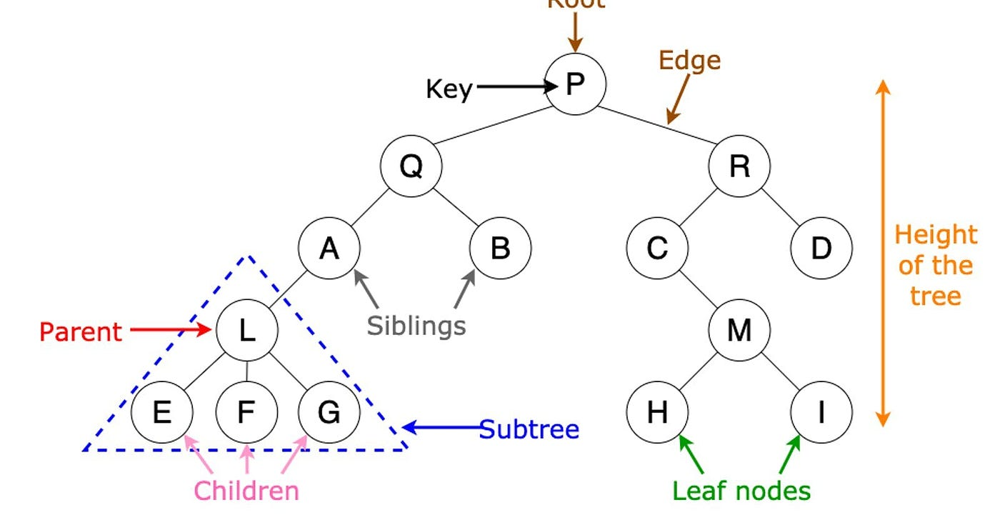 Root
Edge
Key
P
Q
R
A
B
C
D
Height
of the
tree
Siblings
Parent
L
M
E
F
G
H
I
Subtree
Children
Leaf nodes